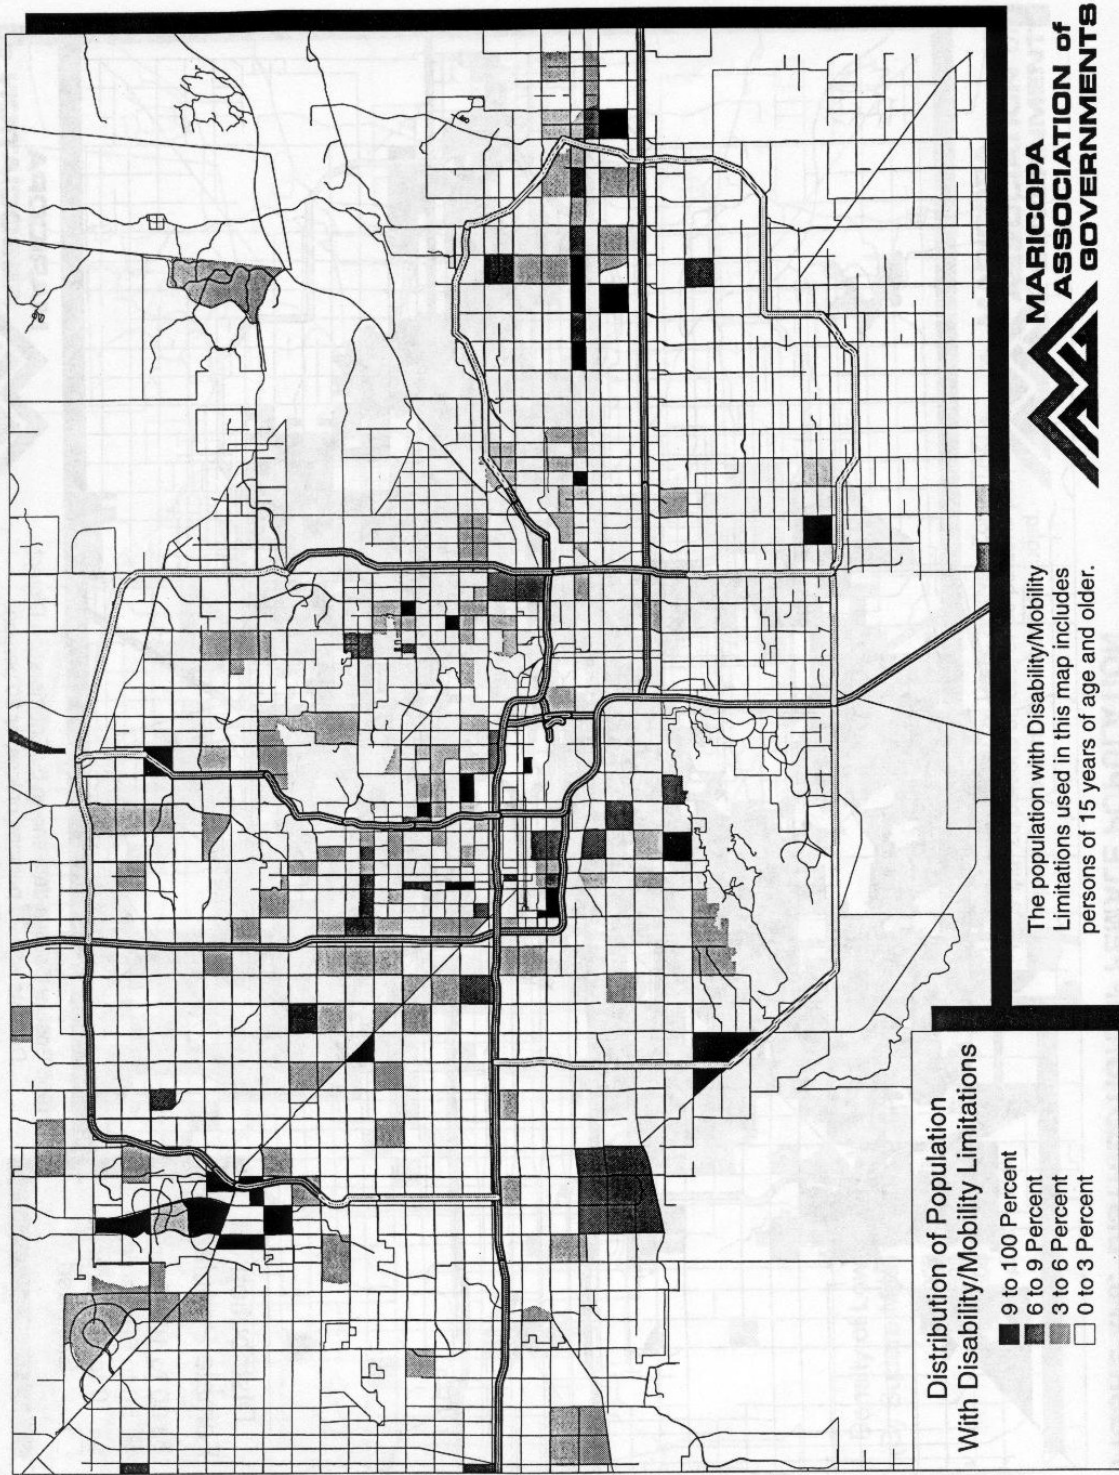 Distribution of Population
With Disability/Mobility Limitations
9 to 100 Percent
6 to 9 Percent
3 to 6 Percent
0 to 3 Percent
The population with Disability/Mobility
Limitations used in this map includes
persons of 15 years of age and older.
MARICOPA
ASSOCIATION of
GOVERNMENTS